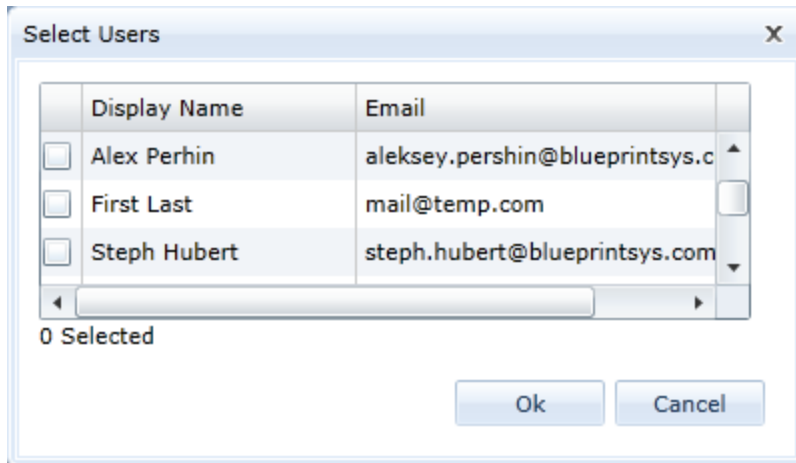 Select Users x
Display Name Email
Alex Perhin aleksey.pershin@blueprintsys.c
First Last mail@temp.com
Steph Hubert steph.hubert@blueprintsys.com
0 Selected
Ok Cancel